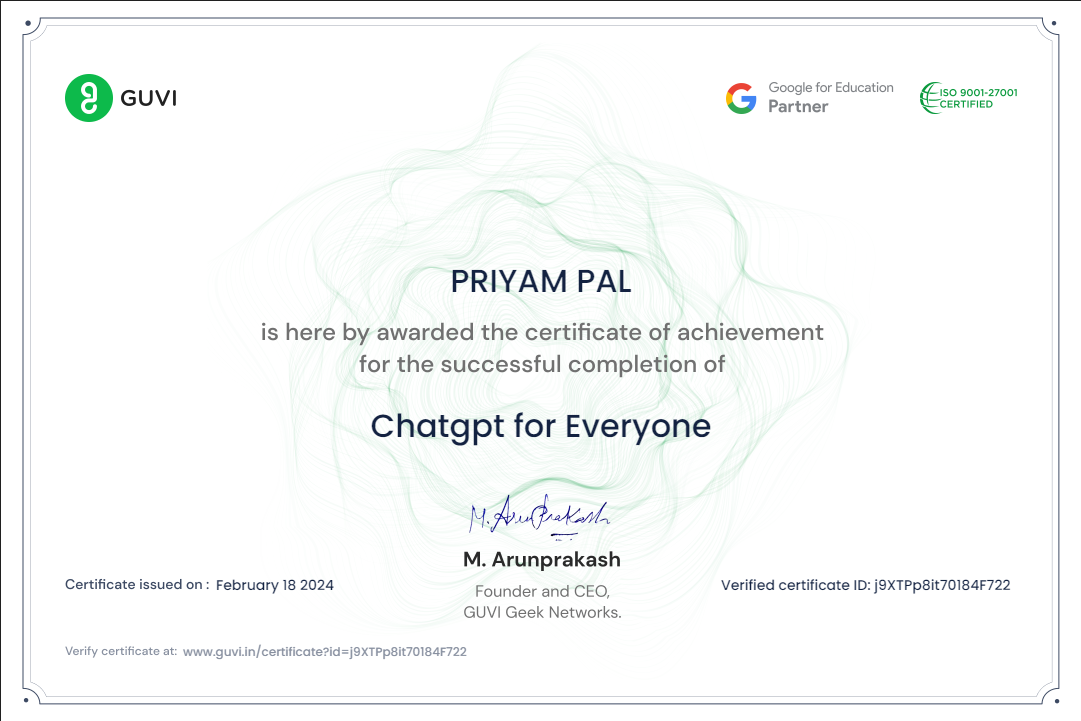 GUVI
Google for Education
Partner
ISO 9001-27001
CERTIFIED
PRIYAM PAL
is here by awarded the certificate of achievement
for the successful completion of
Chatgpt for Everyone
M. Arunprakash
M. Arunprakash
Founder and CEO,
GUVI Geek Networks.
Certificate issued on : February 18 2024
Verified certificate ID: j9XTPp8it70184F722
Verify certificate at: www.guvi.in/certificate?id=j9XTPp8it70184F722